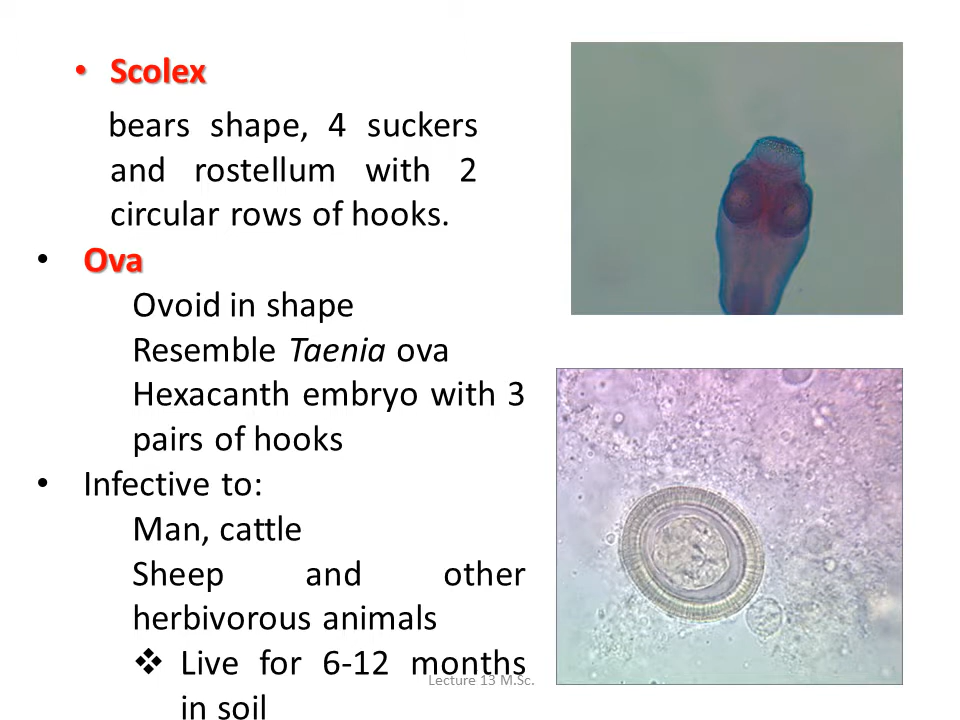 • Scolex
bears shape, 4 suckers
and rostellum with 2
circular rows of hooks.
• Ova
Ovoid in shape
Resemble Taenia ova
Hexacanth embryo with 3
pairs of hooks
• Infective to:
Man, cattle
Sheep and other
herbivorous animals
❖ Live for 6-12 months
in soil
Lecture 13 M.Sc.